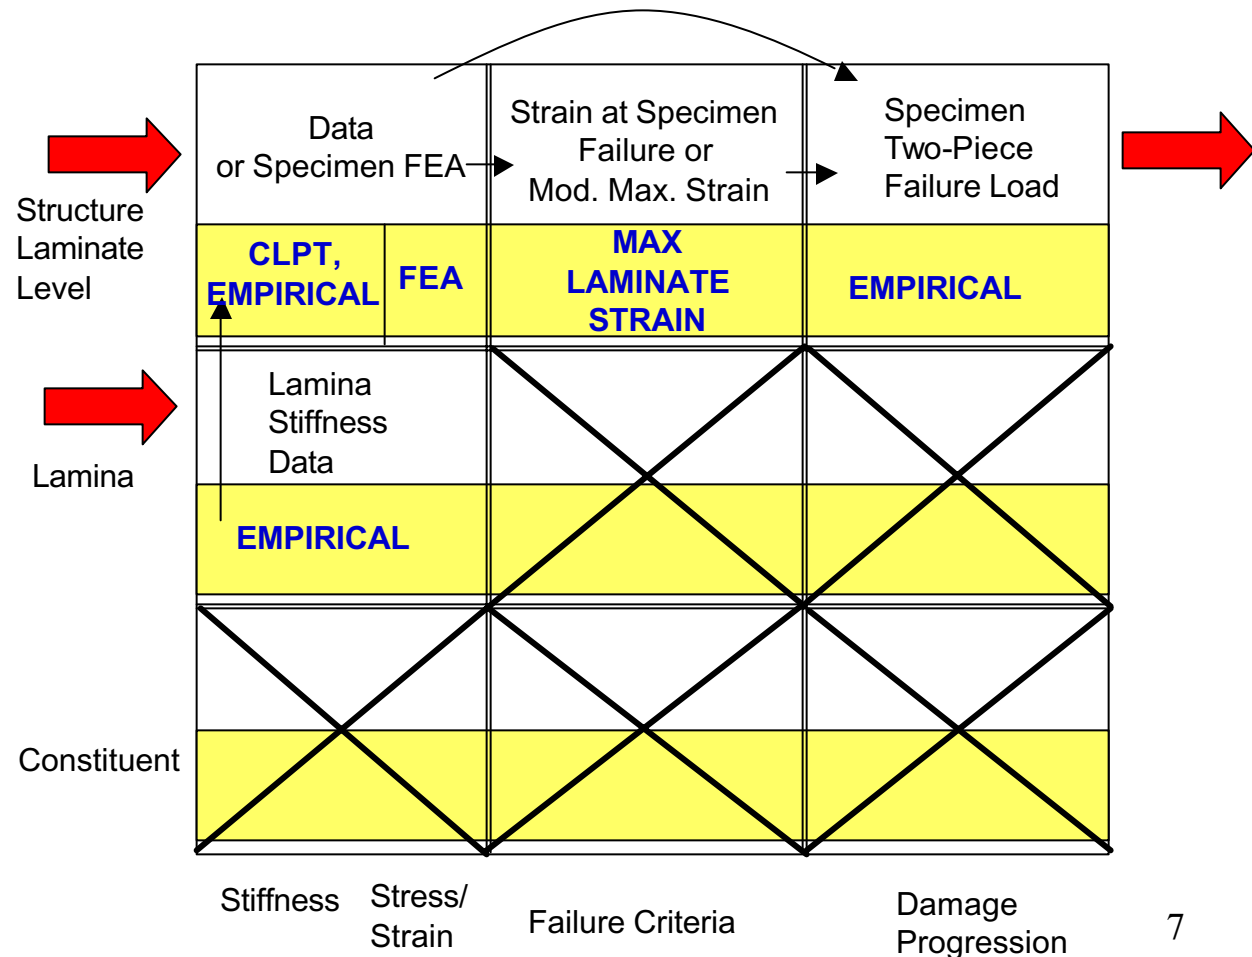 Structure
Laminate
Level
Data
or Specimen FEA
Strain at Specimen
Failure or
Mod. Max. Strain
Specimen
Two-Piece
Failure Load
CLPT,
EMPIRICAL
FEA
MAX
LAMINATE
STRAIN
EMPIRICAL
Lamina
Lamina
Stiffness
Data
EMPIRICAL
Constituent
Stiffness
Stress/
Strain
Failure Criteria
Damage
Progression
7